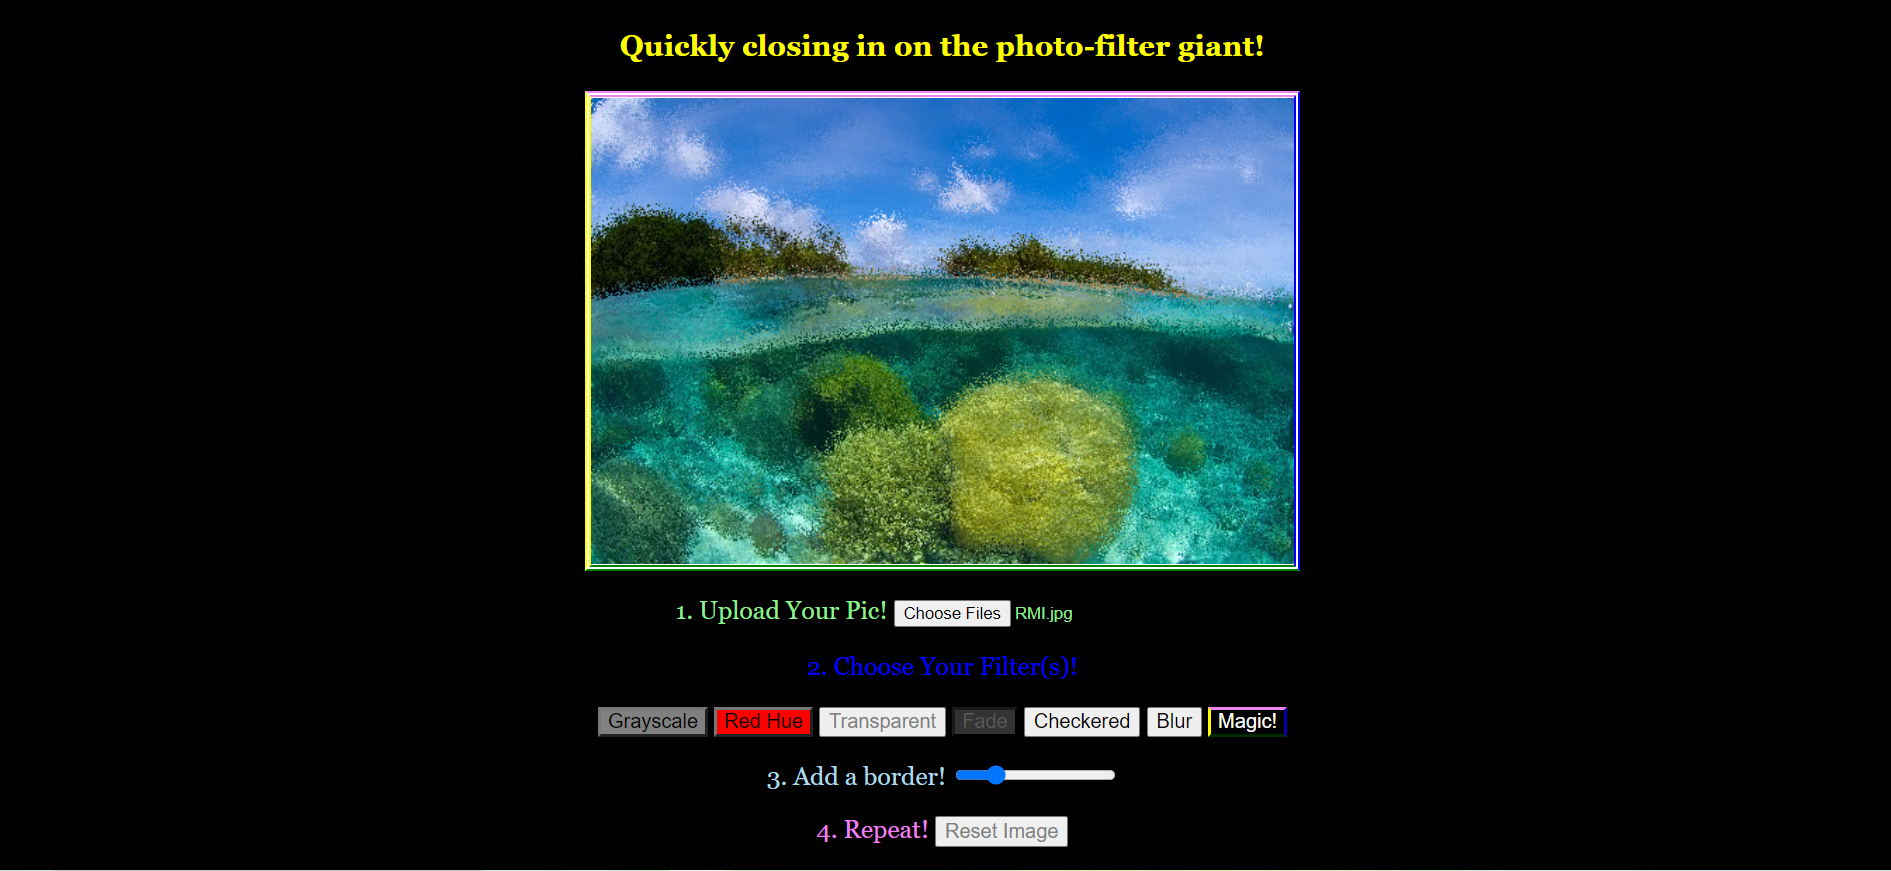 Quickly closing in on the photo-filter giant!
1. Upload Your Pic! Choose Files RMI.jpg
2. Choose Your Filter(s)!
Grayscale Red Hue Transparent Fade Checkered Blur Magic!
3. Add a border!
4. Repeat! Reset Image